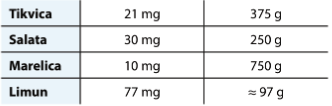 Tikvica 21 mg 375 g
Salata 30 mg 250 g
Marelica 10 mg 750 g
Limun 77 mg ≈ 97 g